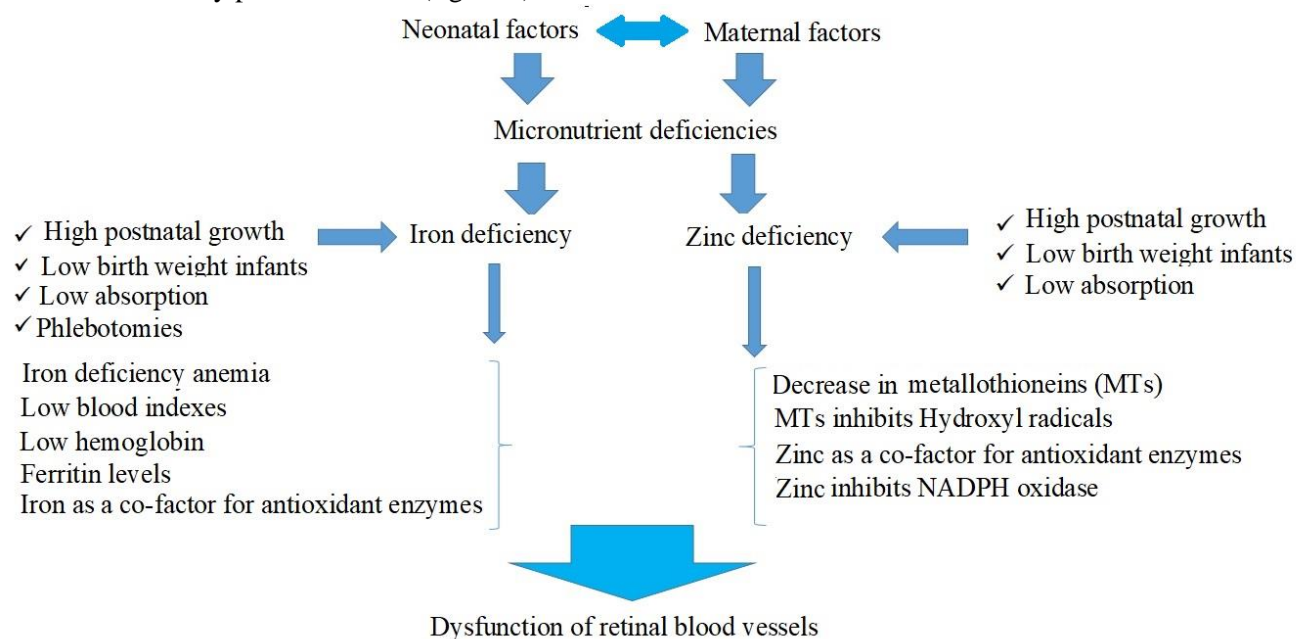 Neonatal factors
Maternal factors
Micronutrient deficiencies
Iron deficiency
Zinc deficiency
✓ High postnatal growth
✓ Low birth weight infants
✓ Low absorption
✓ Phlebotomies
✓ High postnatal growth
✓ Low birth weight infants
✓ Low absorption
Iron deficiency anemia
Low blood indexes
Low hemoglobin
Ferritin levels
Iron as a co-factor for antioxidant enzymes
Decrease in metallothioneins (MTs)
MTs inhibits Hydroxyl radicals
Zinc as a co-factor for antioxidant enzymes
Zinc inhibits NADPH oxidase
Dysfunction of retinal blood vessels